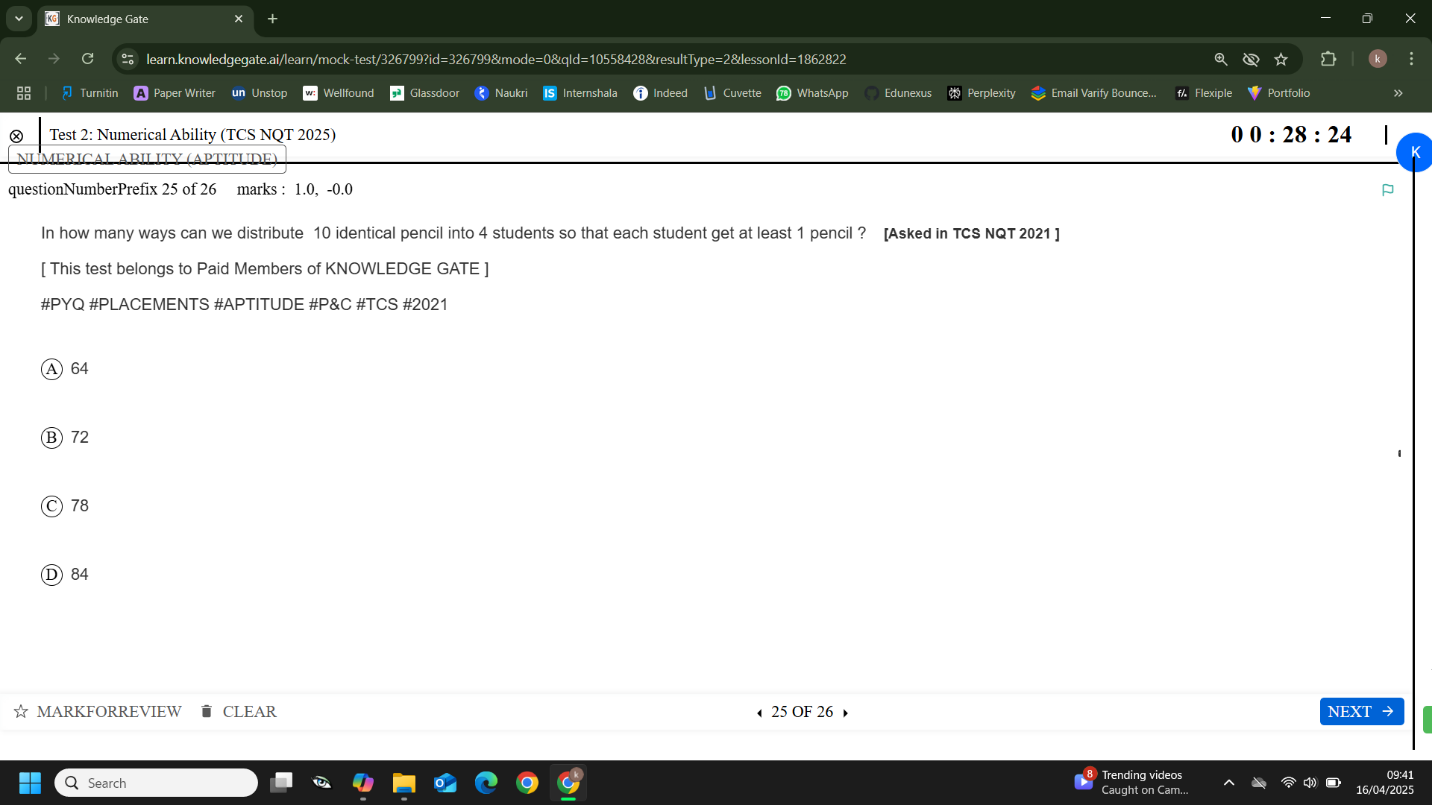 Knowledge Gate
learn.knowledgegate.ai/learn/mock-test/326799?id=326799&mode=0&qId=10558428&resultType=2&lessonId=1862822
k
Turnitin
A Paper Writer
un Unstop
w: Wellfound
Glassdoor
Naukri
IS Internshala
Indeed
Cuvette
78 WhatsApp
Edunexus
Perplexity
Email Varify Bounce...
f/. Flexiple
Portfolio
»
Test 2: Numerical Ability (TCS NQT 2025)
00:28:24
K
NUMERICAL ABILITY (APTITUDE)
questionNumberPrefix 25 of 26 marks : 1.0, -0.0
In how many ways can we distribute 10 identical pencil into 4 students so that each student get at least 1 pencil ? [Asked in TCS NQT 2021 ]
[ This test belongs to Paid Members of KNOWLEDGE GATE ]
#PYQ #PLACEMENTS #APTITUDE #P&C #TCS #2021
A 64
B 72
C 78
D 84
MARKFORREVIEW
CLEAR
25 OF 26
NEXT
Search
8
Trending videos
Caught on Cam...
09:41
16/04/2025